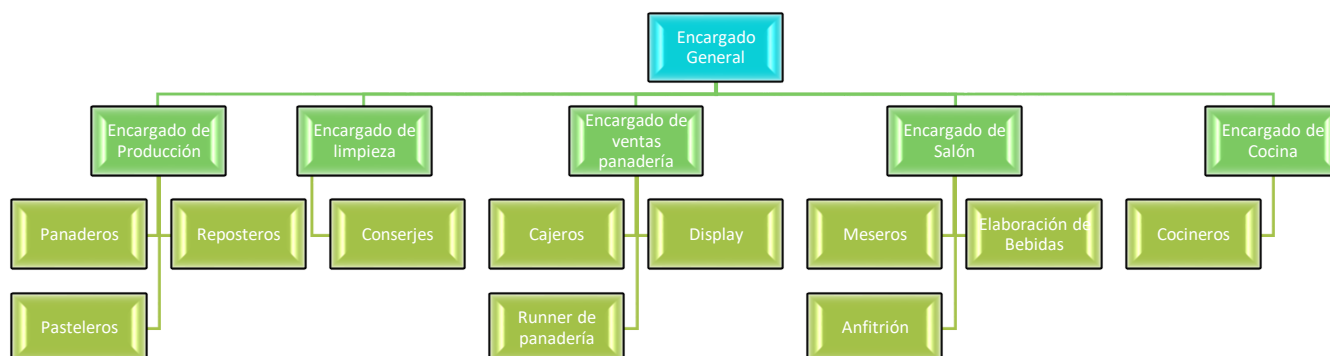 Encargado
General
Encargado de
Producción
Encargado de
limpieza
Encargado de
ventas
panadería
Encargado de
Salón
Encargado de
Cocina
Panaderos
Reposteros
Conserjes
Cajeros
Display
Meseros
Elaboración de
Bebidas
Cocineros
Pasteleros
Runner de
panadería
Anfitrión